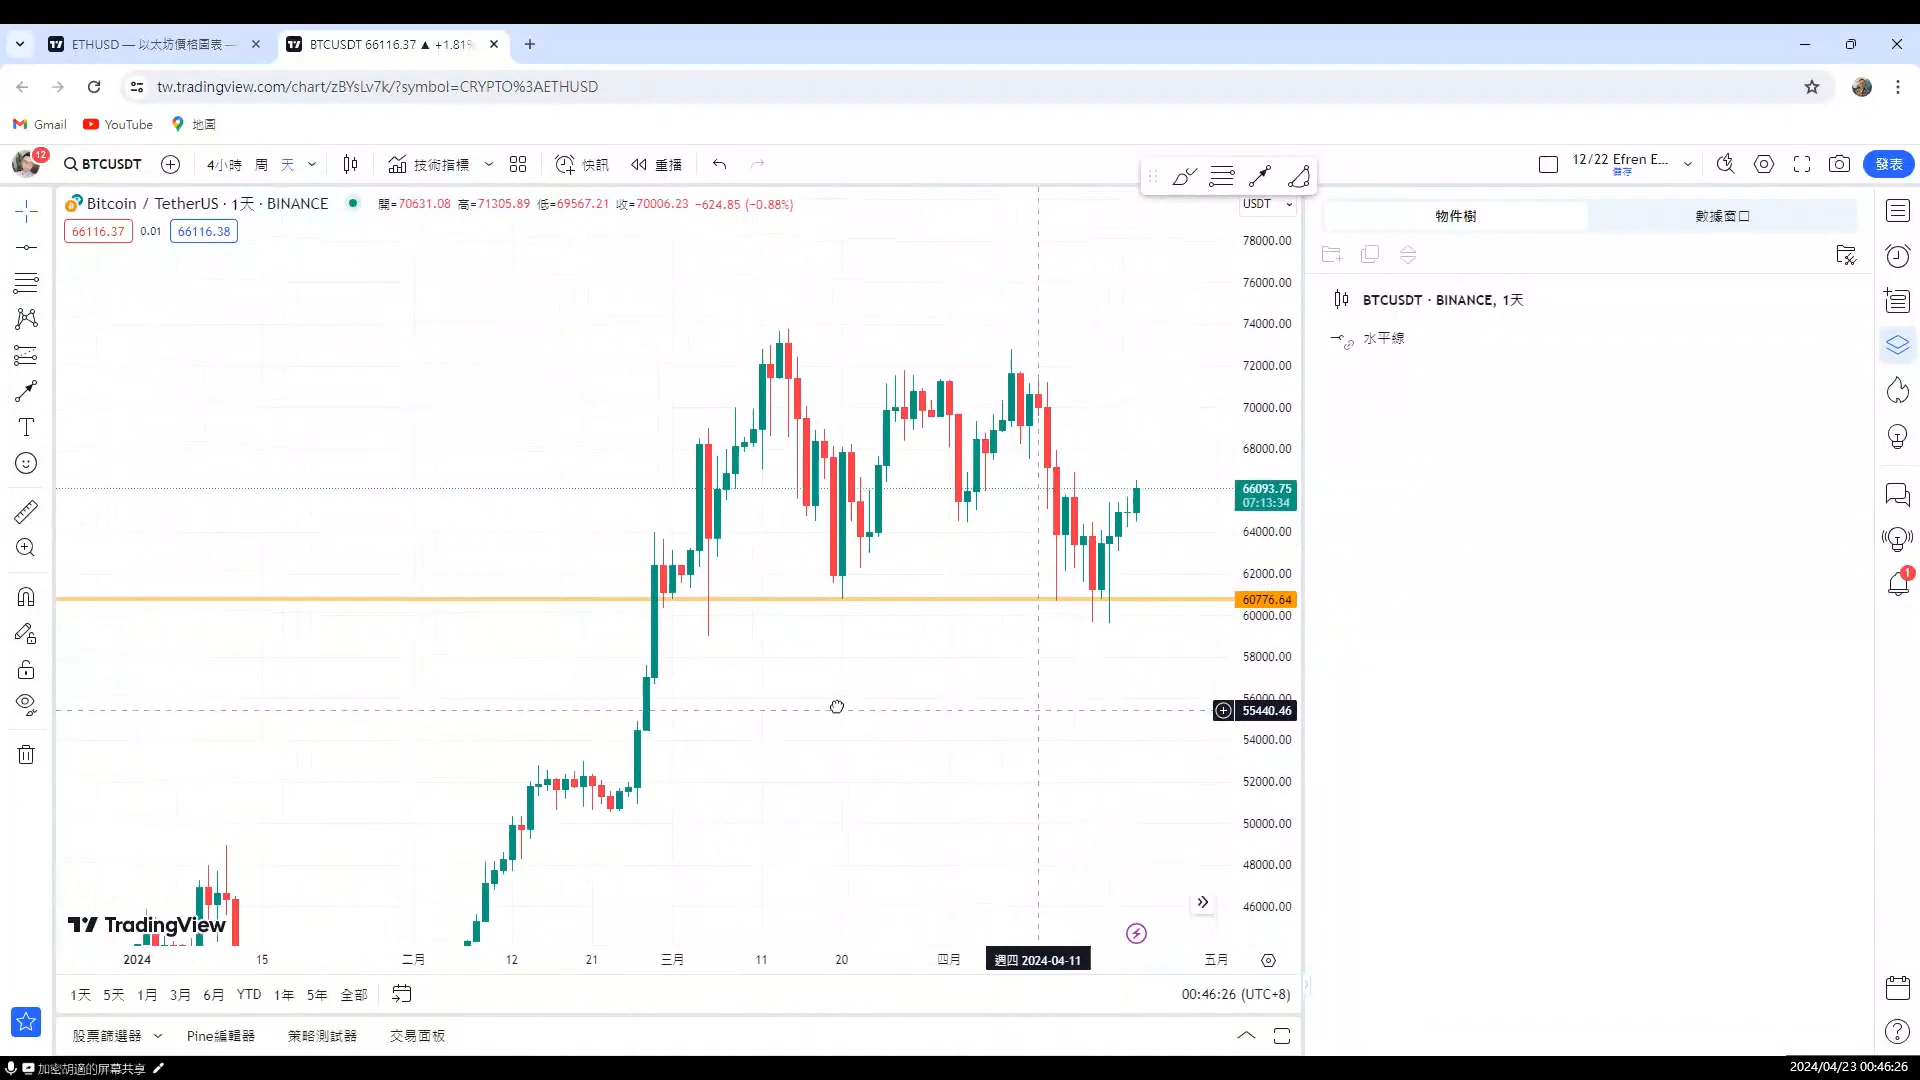 ETHUSD — 以太坊價格圖表 —
BTCUSDT 66116.37 ▲ +1.81%
tw.tradingview.com/chart/zBYsLv7k/?symbol=CRYPTO%3AETHUSD
Gmail YouTube 地圖
12 BTCUSDT 4小時 周 天 技術指標 快訊 重播 12/22 Efren E... 儲存 發表
Bitcoin / TetherUS · 1天 · BINANCE 開=70631.08 高=71305.89 低=69567.21 收=70006.23 −624.85 (−0.88%) USDT
66116.37 0.01 66116.38
物件樹 數據窗口
BTCUSDT · BINANCE, 1天
水平線
78000.00
76000.00
74000.00
72000.00
70000.00
68000.00
66093.75
07:13:34
64000.00
62000.00
60776.64
60000.00
58000.00
56000.00
55440.46
54000.00
52000.00
50000.00
48000.00
46000.00
1
TradingView
2024 15 二月 12 21 三月 11 20 四月 週四 2024-04-11 五月
1天 5天 1月 3月 6月 YTD 1年 5年 全部 00:46:26 (UTC+8)
股票篩選器 Pine編輯器 策略測試器 交易面板
加密胡適的屏幕共享 2024/04/23 00:46:26